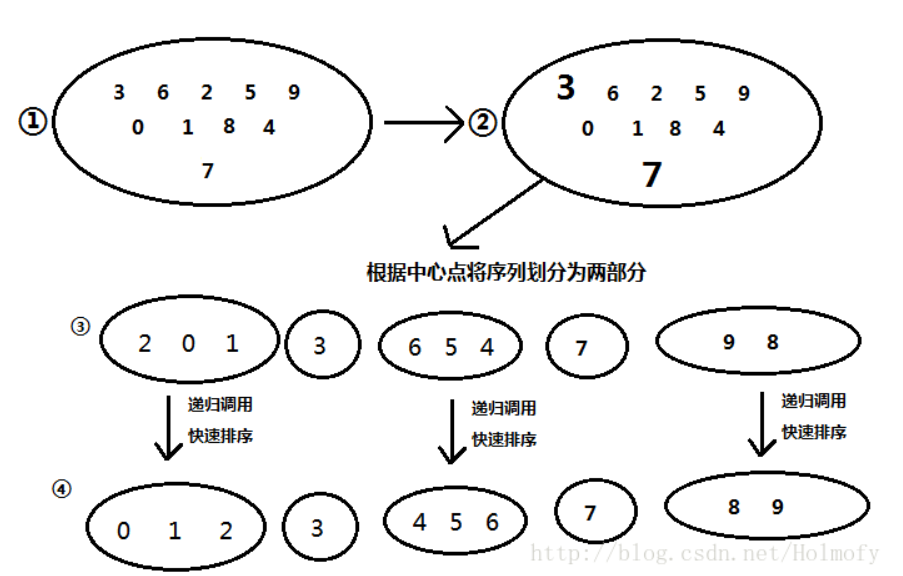 3 6 2 5 9
① 0 1 8 4
7
3 6 2 5 9
② 0 1 8 4
7
根据中心点将序列划分为两部分
③ 2 0 1 3 6 5 4 7 9 8
递归调用
快速排序
递归调用
快速排序
递归调用
快速排序
④ 0 1 2 3 4 5 6 7 8 9
http://blog.csdn.net/Holmofy